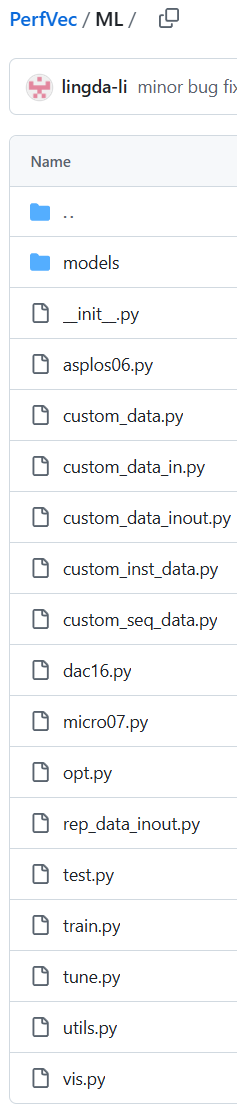 PerfVec / ML /
lingda-li minor bug fix
Name
..
models
__init__.py
asplos06.py
custom_data.py
custom_data_in.py
custom_data_inout.py
custom_inst_data.py
custom_seq_data.py
dac16.py
micro07.py
opt.py
rep_data_inout.py
test.py
train.py
tune.py
utils.py
vis.py